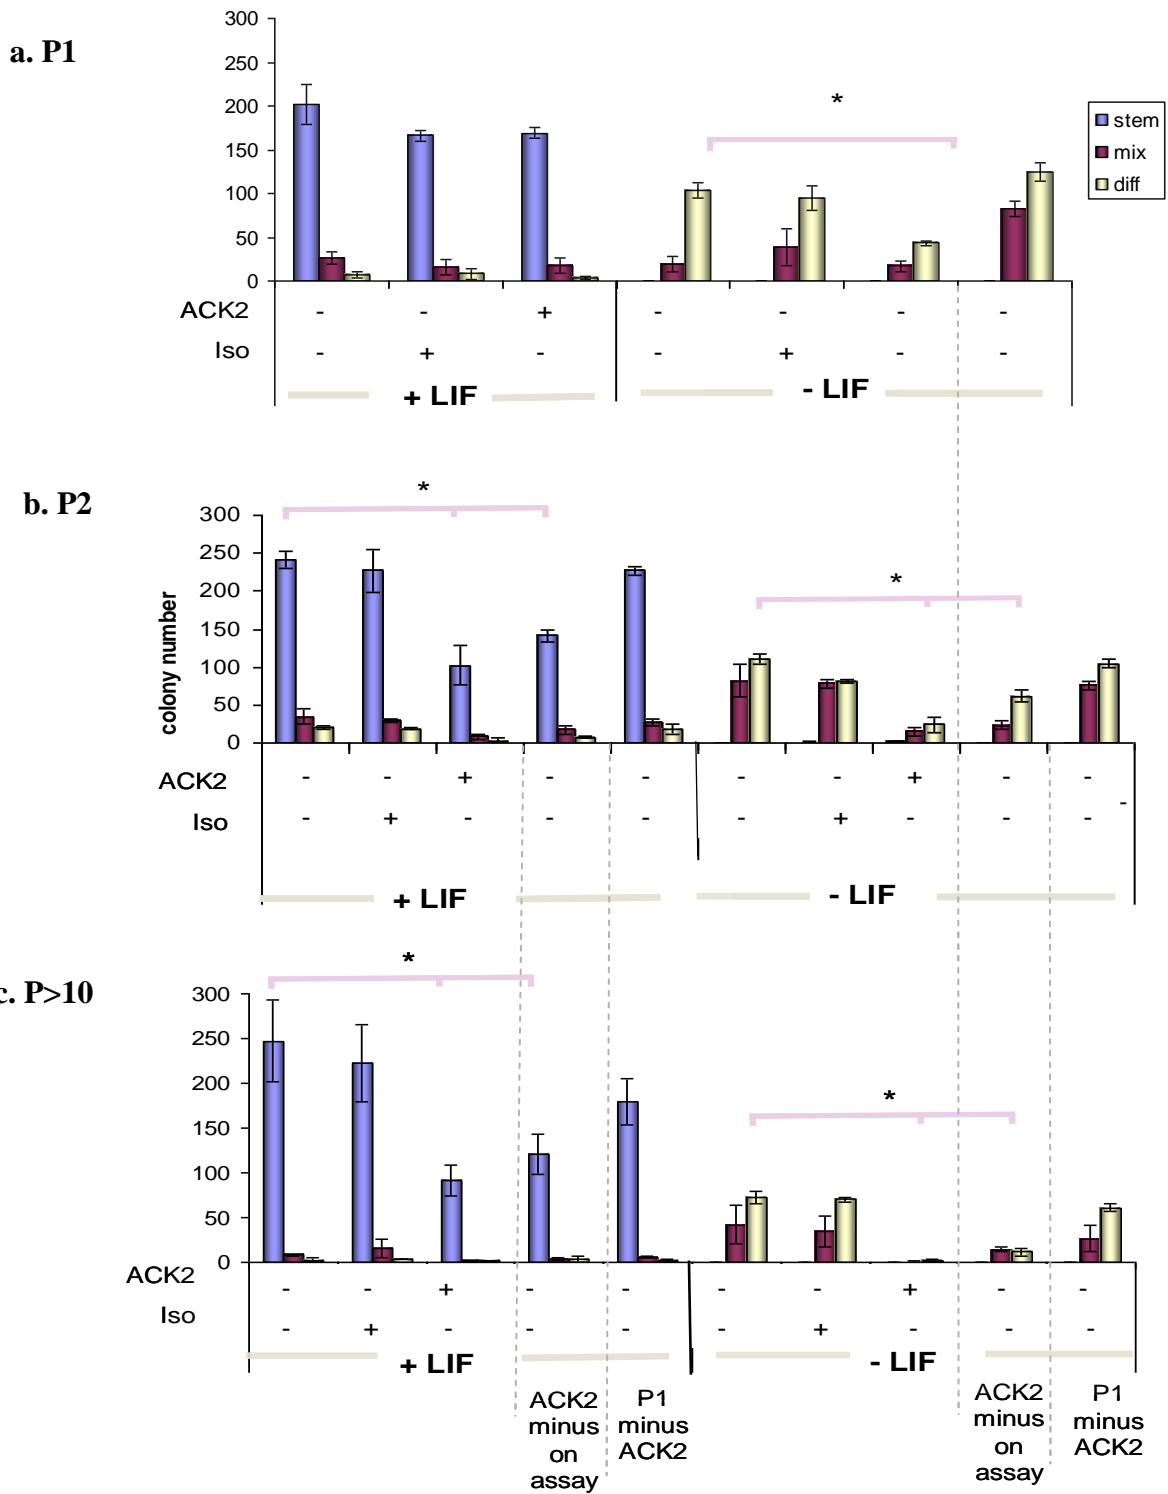 a. P1
300
250
200
150
100
50
0
stem
mix
diff
*
ACK2 - - + - - - -
Iso - + - - + - -
+ LIF - LIF
b. P2
colony number
300
250
200
150
100
50
0
* *
ACK2 - - + - - - - + - -
Iso - + - - - - + - - - -
+ LIF - LIF
c. P>10
300
250
200
150
100
50
0
* *
ACK2 - - + - - - - + - -
Iso - + - - - - + - - -
+ LIF - LIF
ACK2 minus on assay
P1 minus ACK2
ACK2 minus on assay
P1 minus ACK2